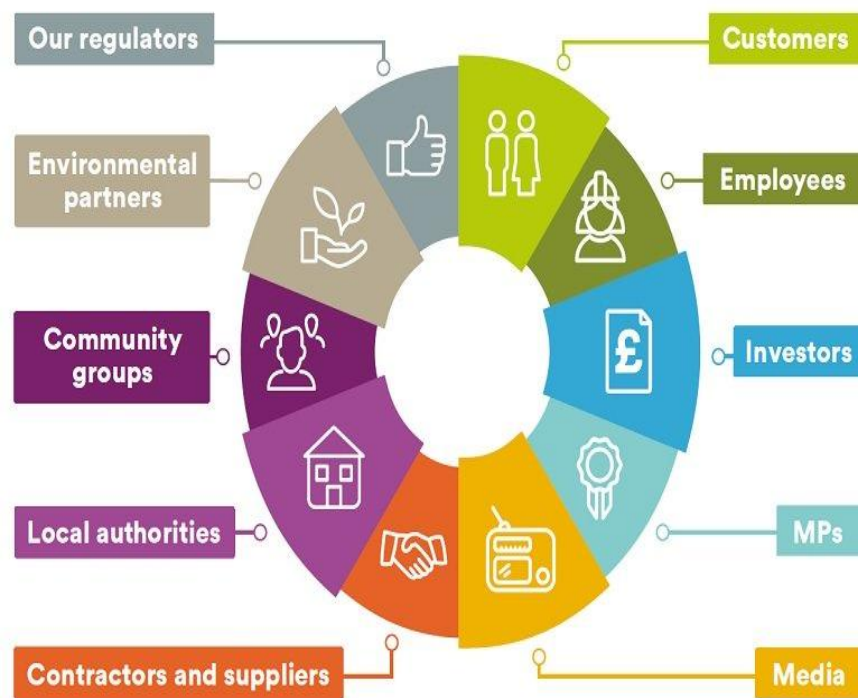 Our regulators
Customers
Environmental
partners
Employees
Community
groups
£
Investors
Local authorities
MPs
Contractors and suppliers
Media